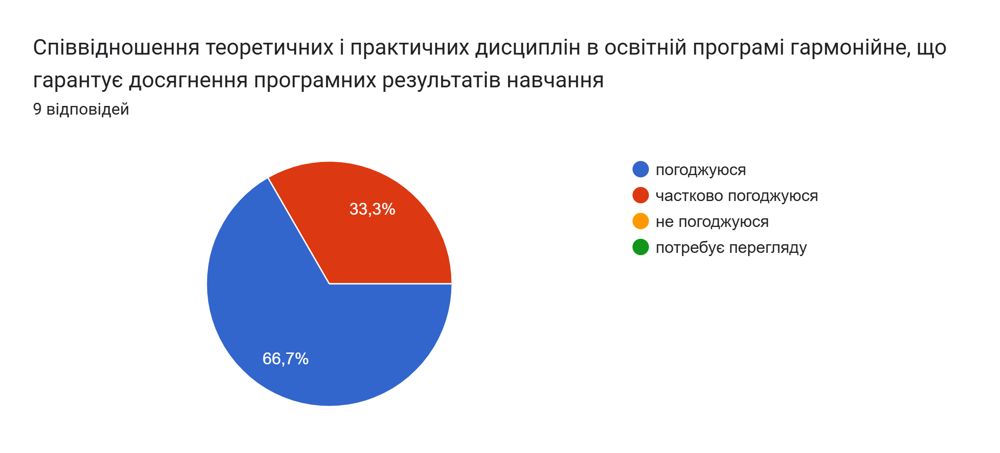 Співвідношення теоретичних і практичних дисциплін в освітній програмі гармонійне, що
гарантує досягнення програмних результатів навчання
9 відповідей
погоджуюся
частково погоджуюся
не погоджуюся
потребує перегляду
33,3%
66,7%